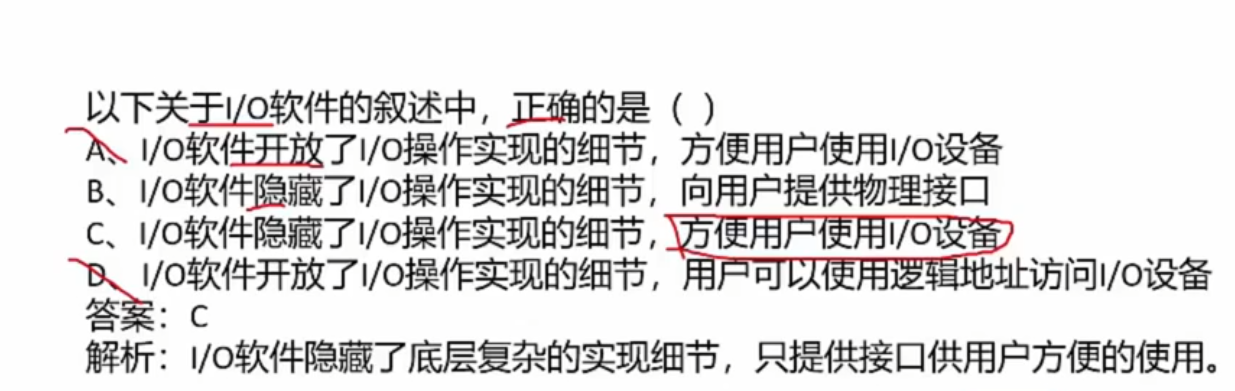 以下关于I/O软件的叙述中，正确的是（ ）
A、I/O软件开放了I/O操作实现的细节，方便用户使用I/O设备
B、I/O软件隐藏了I/O操作实现的细节，向用户提供物理接口
C、I/O软件隐藏了I/O操作实现的细节，方便用户使用I/O设备
D、I/O软件开放了I/O操作实现的细节，用户可以使用逻辑地址访问I/O设备
答案：C
解析：I/O软件隐藏了底层复杂的实现细节，只提供接口供用户方便的使用。